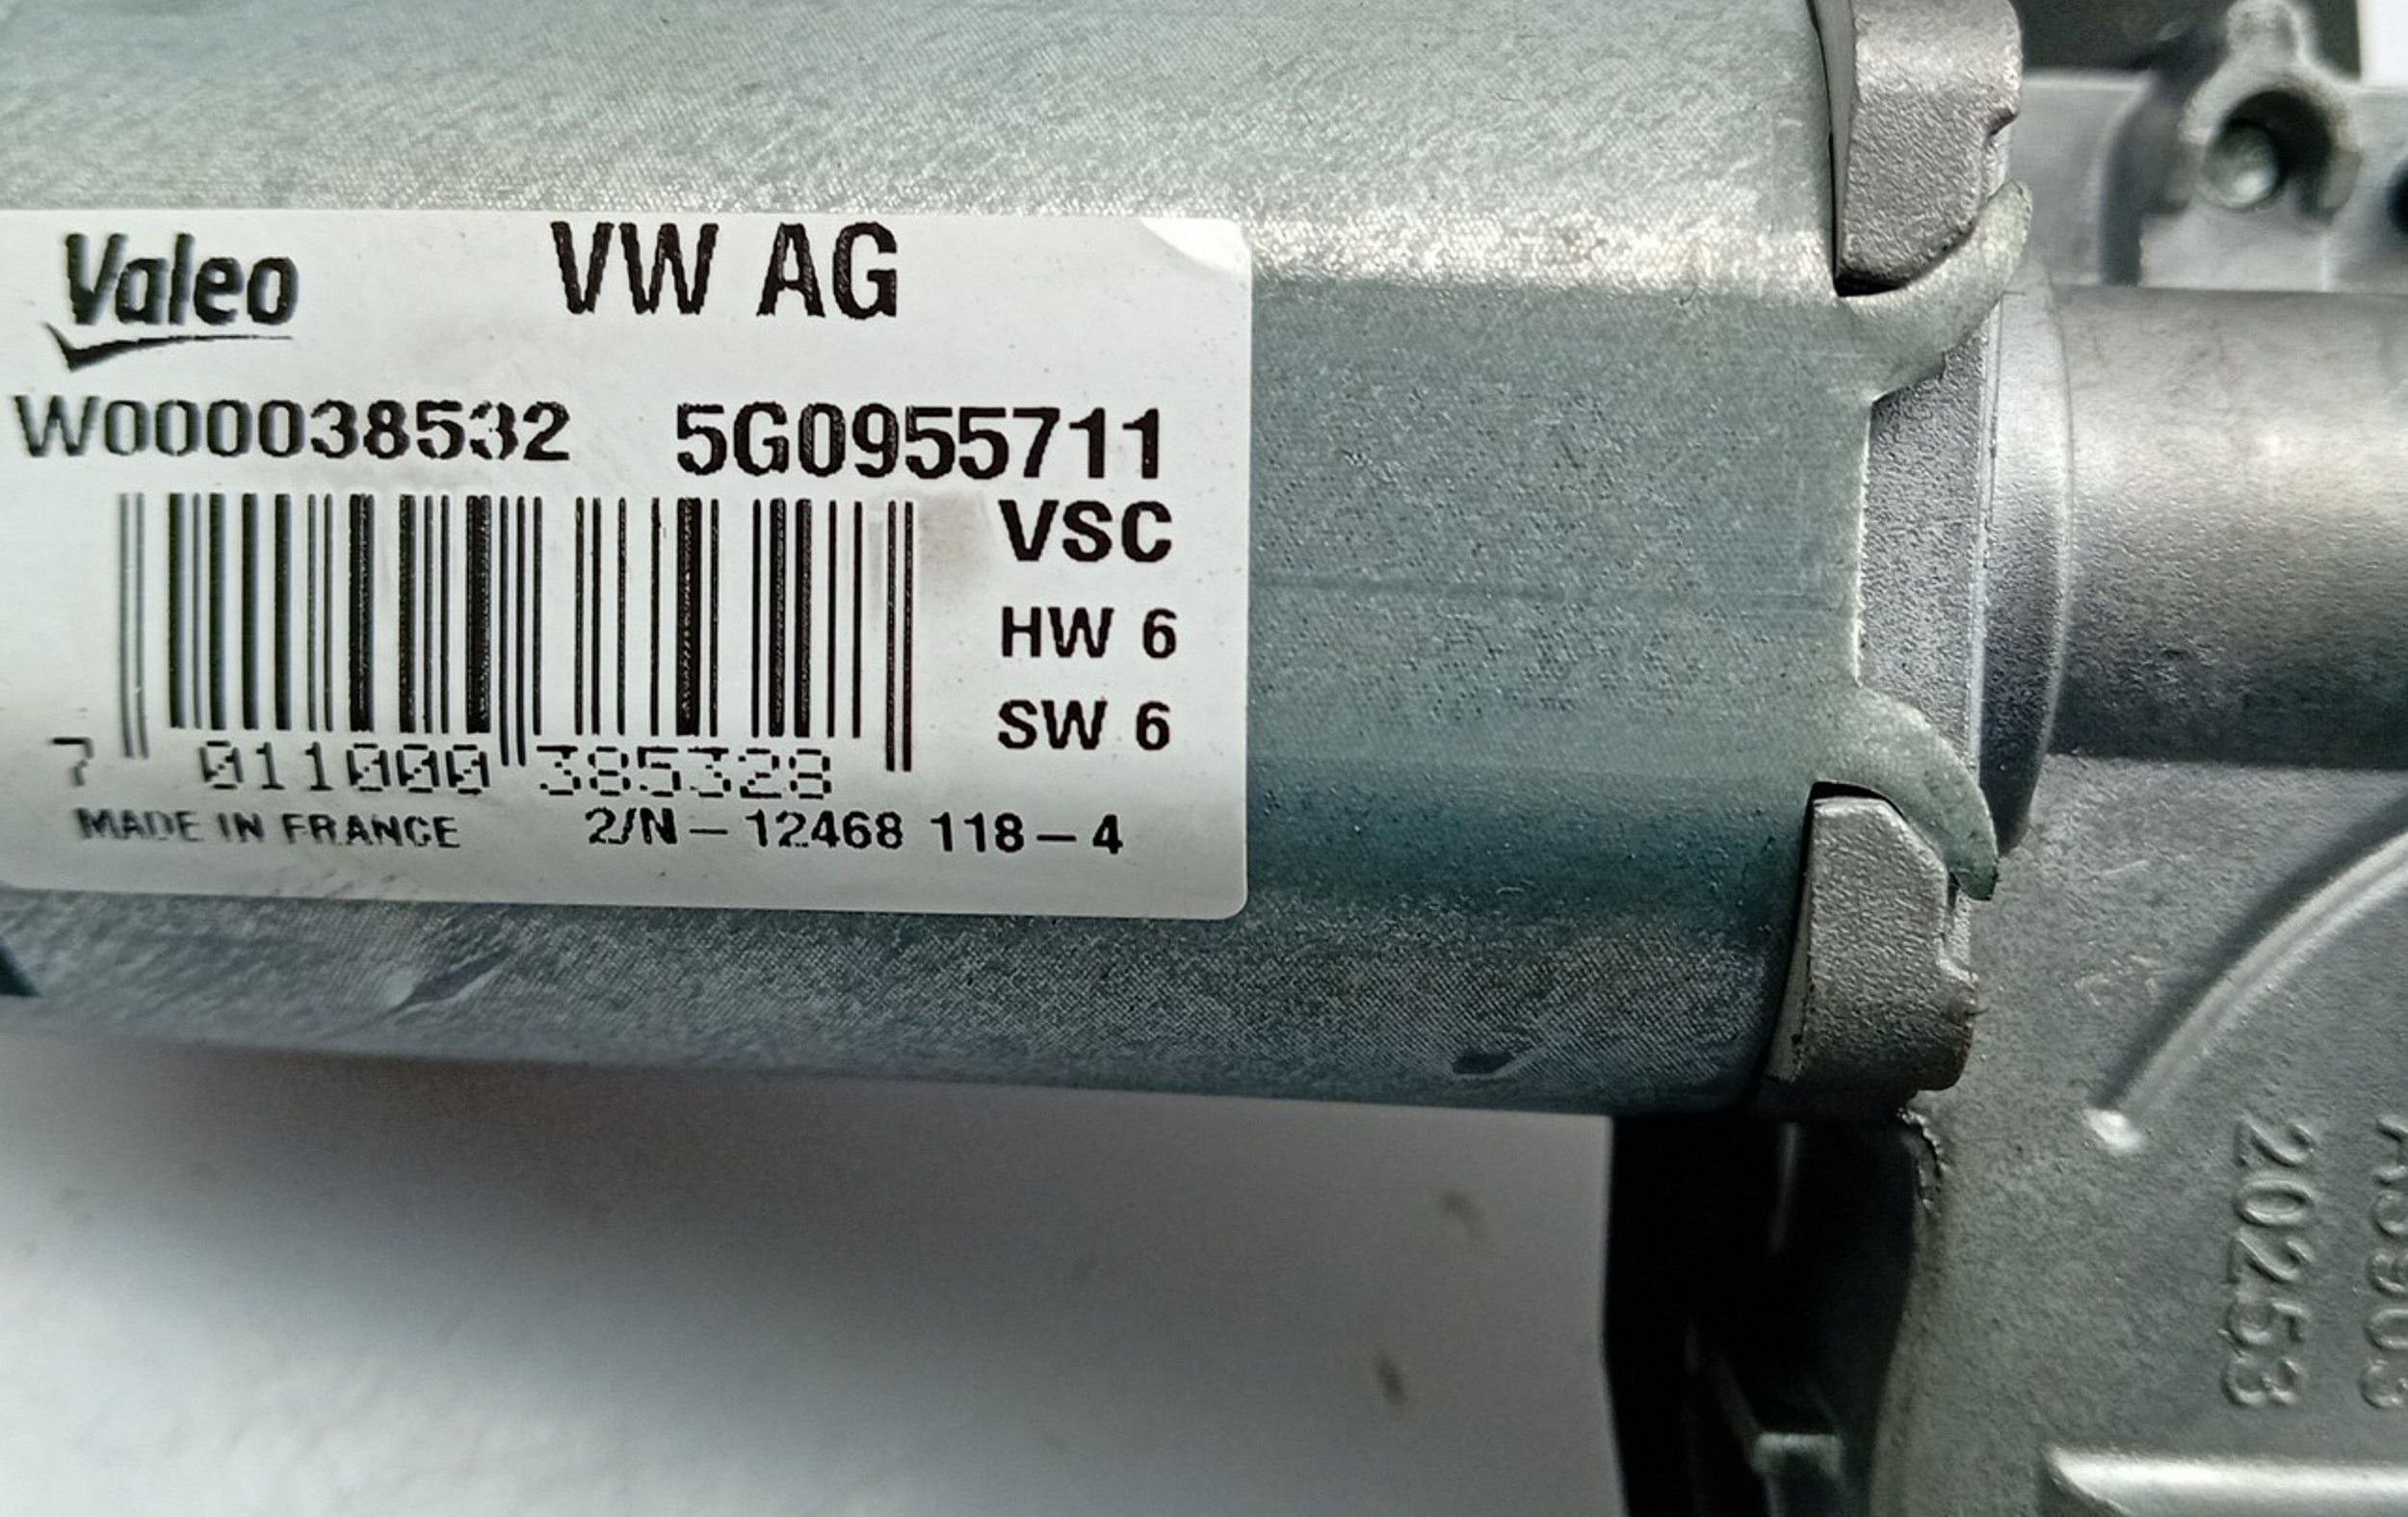 Valeo
VW AG
W000038532 5G0955711
VSC
HW 6
SW 6
7 011000 385328
MADE IN FRANCE 2/N-12468 118-4
20253